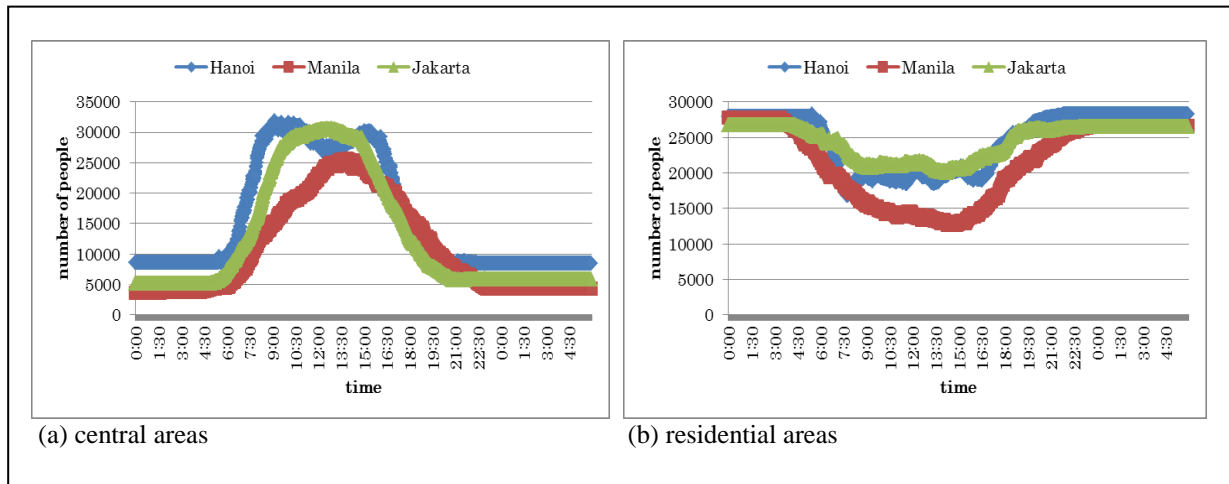 Hanoi Manila Jakarta
35000
30000
25000
20000
15000
10000
5000
0
number of people
0:00 1:30 3:00 4:30 6:00 7:30 9:00 10:30 12:00 13:30 15:00 16:30 18:00 19:30 21:00 22:30 0:00 1:30 3:00 4:30
time
(a) central areas
Hanoi Manila Jakarta
30000
25000
20000
15000
10000
5000
0
number of people
0:00 1:30 3:00 4:30 6:00 7:30 9:00 10:30 12:00 13:30 15:00 16:30 18:00 19:30 21:00 22:30 0:00 1:30 3:00 4:30
time
(b) residential areas